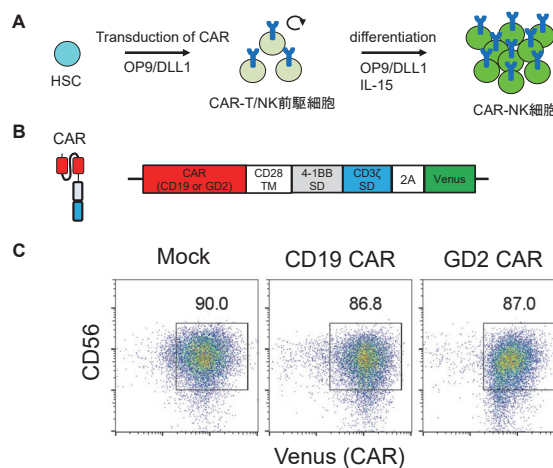 A
Transduction of CAR
differentiation
HSC
OP9/DLL1
OP9/DLL1
IL-15
CAR-T/NK前駆細胞
CAR-NK細胞
B
CAR
CAR
(CD19 or GD2)
CD28
TM
4-1BB
SD
CD3ζ
SD
2A
Venus
C
Mock
CD19 CAR
GD2 CAR
90.0
86.8
87.0
CD56
Venus (CAR)